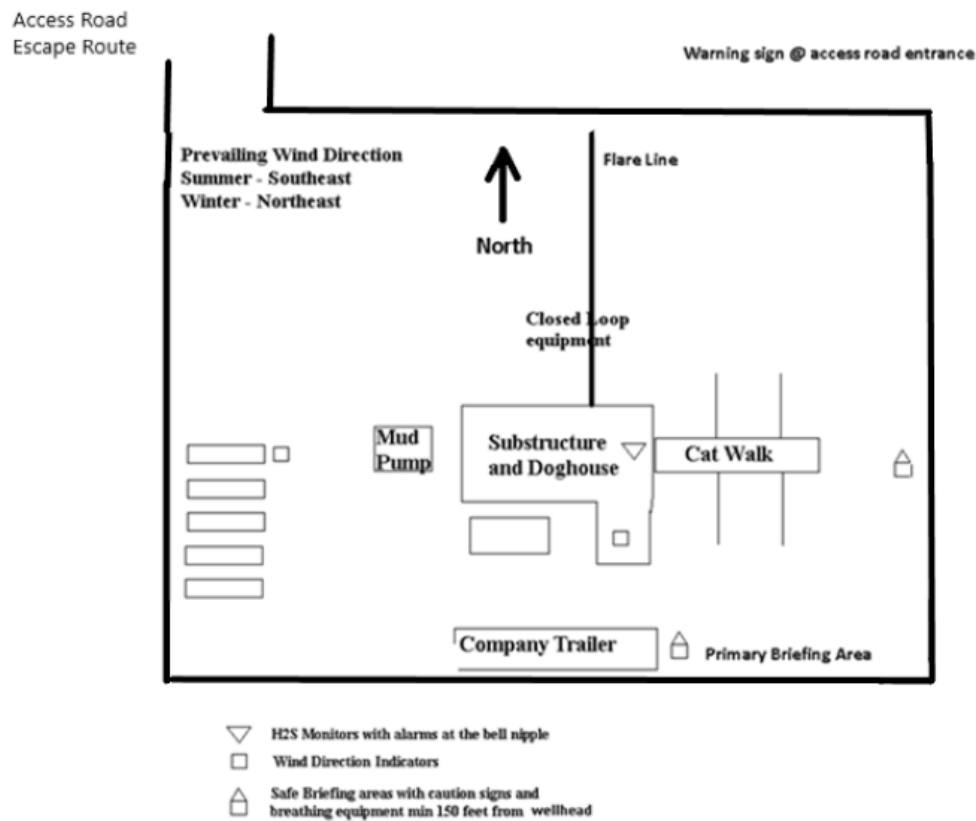 Access Road
Escape Route
Warning sign @ access road entrance
Prevailing Wind Direction
Summer - Southeast
Winter - Northeast
North
Flare Line
Closed Loop
equipment
Mud
Pump
Substructure
and Doghouse
Cat Walk
Company Trailer
Primary Briefing Area
H2S Monitors with alarms at the bell nipple
Wind Direction Indicators
Safe Briefing areas with caution signs and
breathing equipment min 150 feet from wellhead